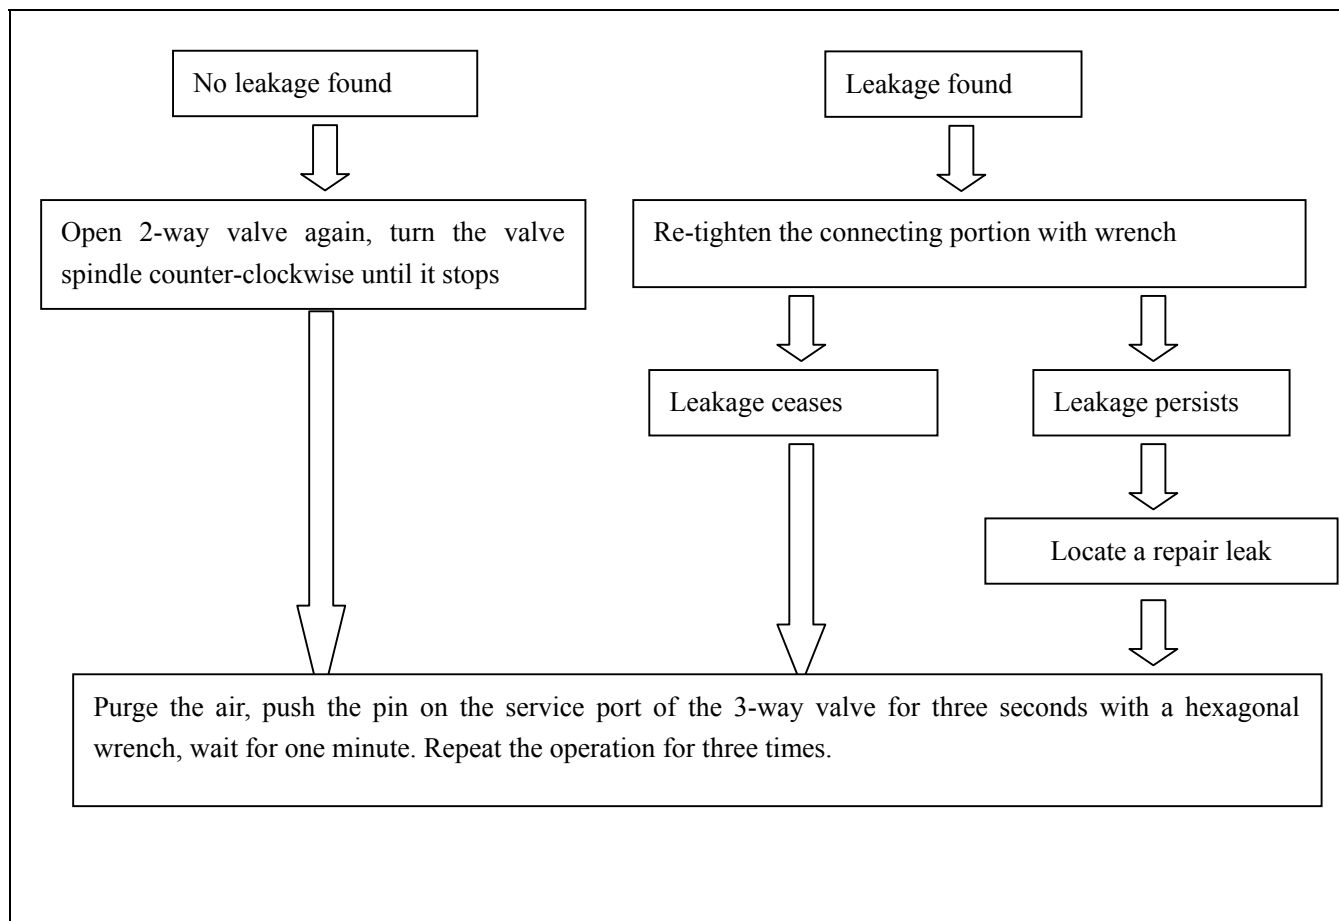 No leakage found
Leakage found
Open 2-way valve again, turn the valve
spindle counter-clockwise until it stops
Re-tighten the connecting portion with wrench
Leakage ceases
Leakage persists
Locate a repair leak
Purge the air, push the pin on the service port of the 3-way valve for three seconds with a hexagonal
wrench, wait for one minute. Repeat the operation for three times.